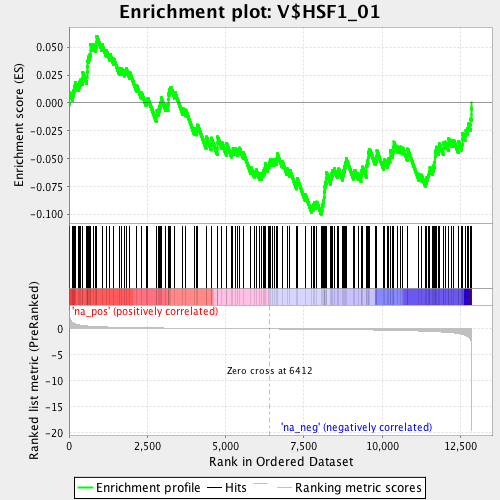 Enrichment plot: V$HSF1_01
Enrichment score (ES)
0.050
0.025
0.000
-0.025
-0.050
-0.075
-0.100
'na_pos' (positively correlated)
Ranked list metric (PreRanked)
0
-5
-10
-15
-20
Zero cross at 6412
'na_neg' (negatively correlated)
0
2,500
5,000
7,500
10,000
12,500
Rank in Ordered Dataset
Enrichment profile
Hits
Ranking metric scores